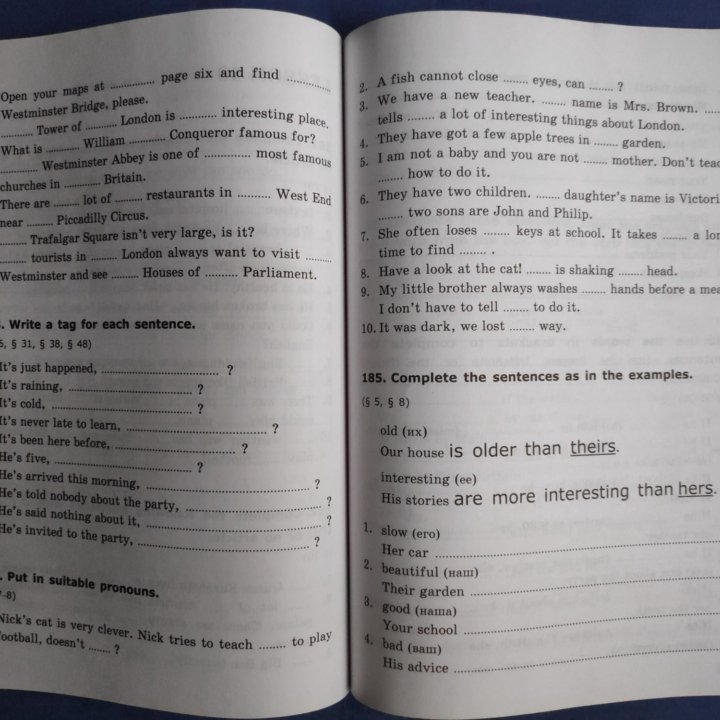 Open your maps at .............. page six and find ..............
Westminster Bridge, please.
.......... Tower of .......... London is ........... interesting place.
What is .......... William ........... Conqueror famous for?
............. Westminster Abbey is one of .............. most famous
churches in ........... Britain.
There are ........ lot of ......... restaurants in ......... West End
near ........ Piccadilly Circus.
........ Trafalgar Square isn't very large, is it?
......... tourists in ......... London always want to visit ........
Westminster and see ......... Houses of .......... Parliament.
. Write a tag for each sentence.
5, § 31, § 38, § 48)
It's just happened, ................................... ?
It's raining, ................................... ?
It's cold, ................................... ?
It's never late to learn, ................................... ?
It's been here before, ................................... ?
He's five, ................................... ?
He's arrived this morning, ................................... ?
He's told nobody about the party, ................................... ?
He's said nothing about it, ................................... ?
He's invited to the party, ................................... ?
. Put in suitable pronouns.
7-8)
Nick's cat is very clever. Nick tries to teach ........ to play
football, doesn't ....... ?
2. A fish cannot close ........ eyes, can ........ ?
3. We have a new teacher. ........ name is Mrs. Brown. .....
tells ........ a lot of interesting things about London.
4. They have got a few apple trees in ........ garden.
5. I am not a baby and you are not ........ mother. Don't teac
........ how to do it.
6. They have two children. ........ daughter's name is Victori
........ two sons are John and Philip.
7. She often loses ........ keys at school. It takes ........ a lon
time to find ........ .
8. Have a look at the cat! ........ is shaking ........ head.
9. My little brother always washes ........ hands before a mea
I don't have to tell ........ to do it.
10. It was dark, we lost ........ way.
185. Complete the sentences as in the examples.
(§ 5, § 8)
old (их)
Our house is older than theirs.
interesting (ее)
His stories are more interesting than hers.
1. slow (его)
Her car ...................................
2. beautiful (наш)
Their garden ...................................
3. good (наша)
Your school ...................................
4. bad (ваш)
His advice ...................................